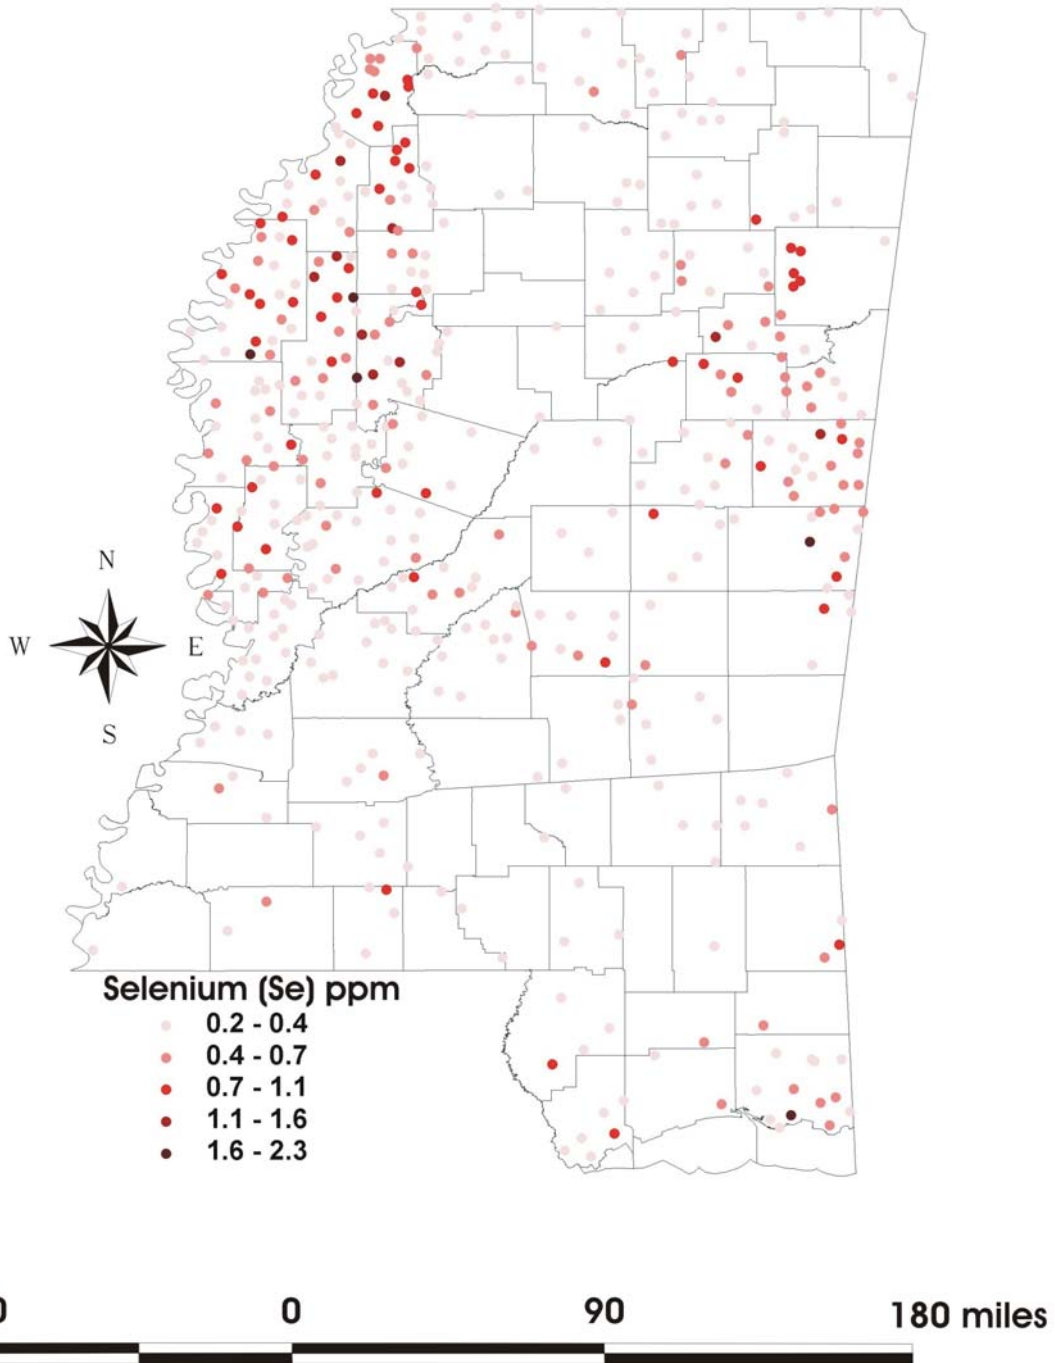 N
W E
S
Selenium (Se) ppm
0.2 - 0.4
0.4 - 0.7
0.7 - 1.1
1.1 - 1.6
1.6 - 2.3
0 0 90 180 miles